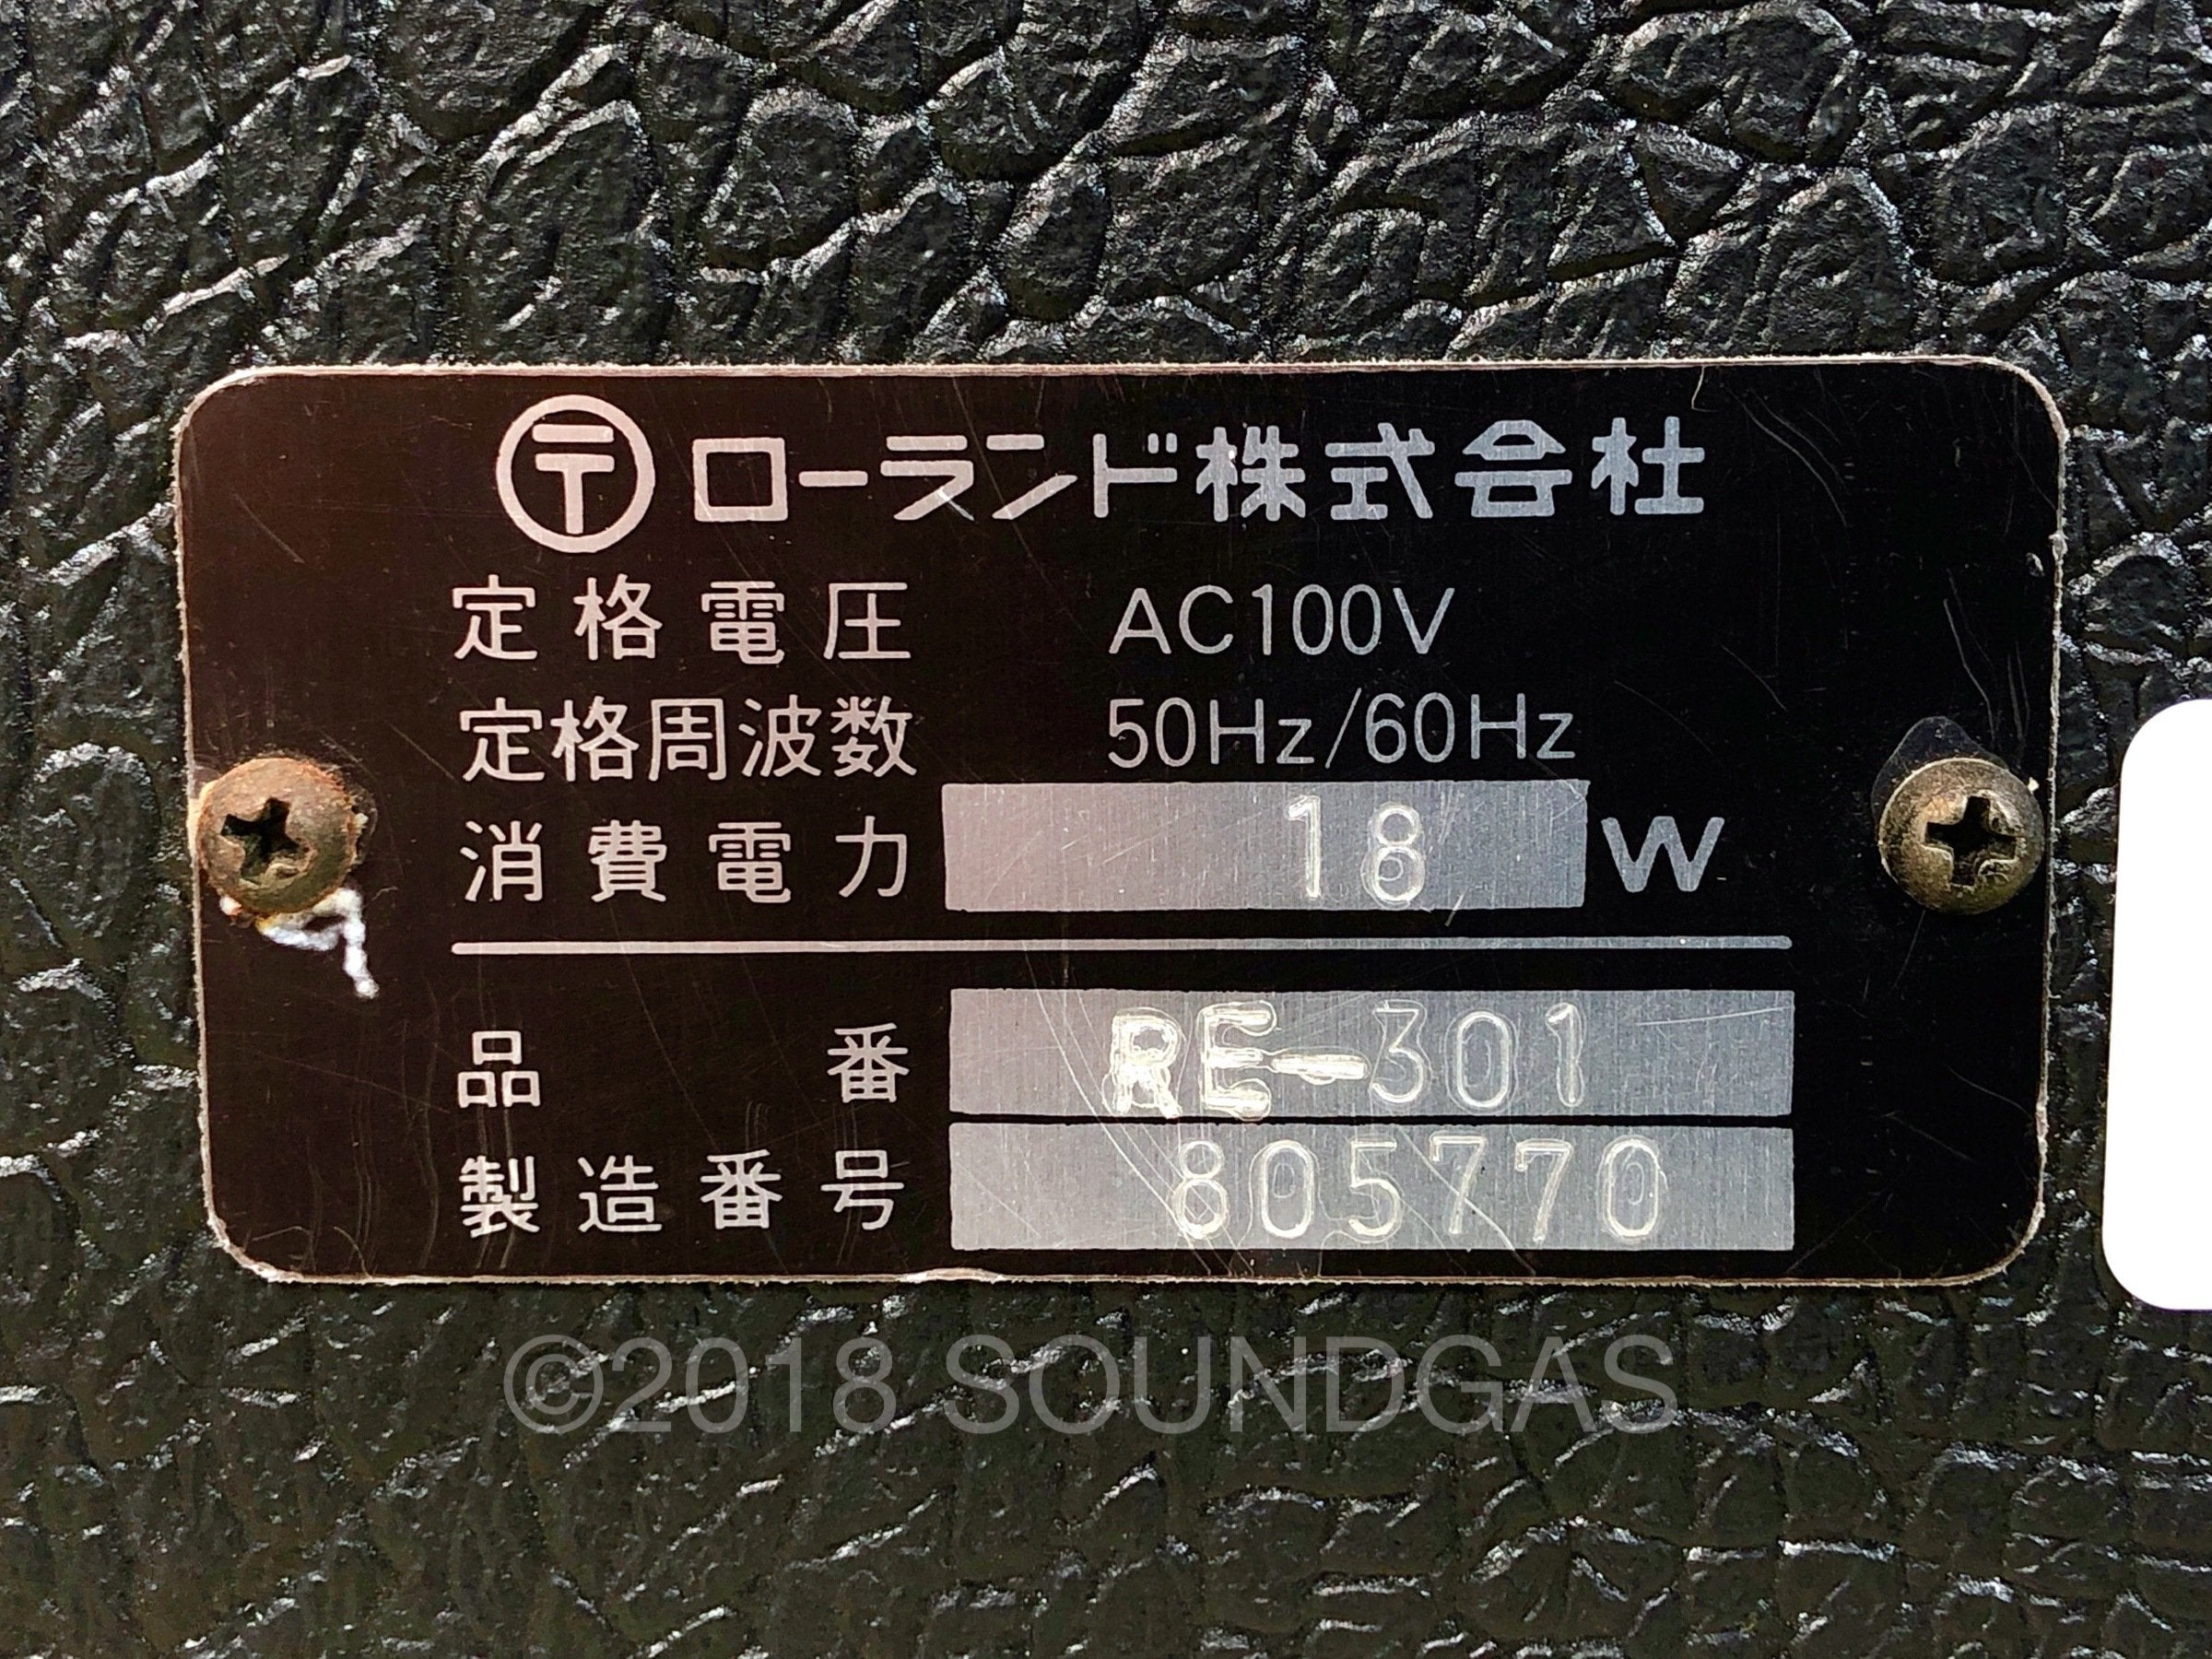 〒 ローランド株式会社
定格電圧 AC100V
定格周波数 50Hz/60Hz
消費電力 18 W
品番 RE-301
製造番号 805770
©2018 SOUNDGAS